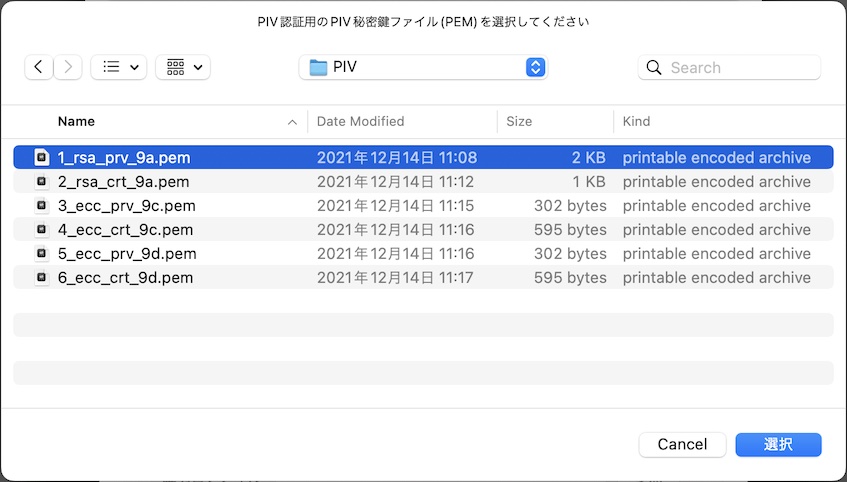 PIV認証用のPIV秘密鍵ファイル(PEM)を選択してください
PIV
Search
Name Date Modified Size Kind
1_rsa_prv_9a.pem 2021年12月14日 11:08 2 KB printable encoded archive
2_rsa_crt_9a.pem 2021年12月14日 11:12 1 KB printable encoded archive
3_ecc_prv_9c.pem 2021年12月14日 11:15 302 bytes printable encoded archive
4_ecc_crt_9c.pem 2021年12月14日 11:16 595 bytes printable encoded archive
5_ecc_prv_9d.pem 2021年12月14日 11:16 302 bytes printable encoded archive
6_ecc_crt_9d.pem 2021年12月14日 11:17 595 bytes printable encoded archive
Cancel 選択